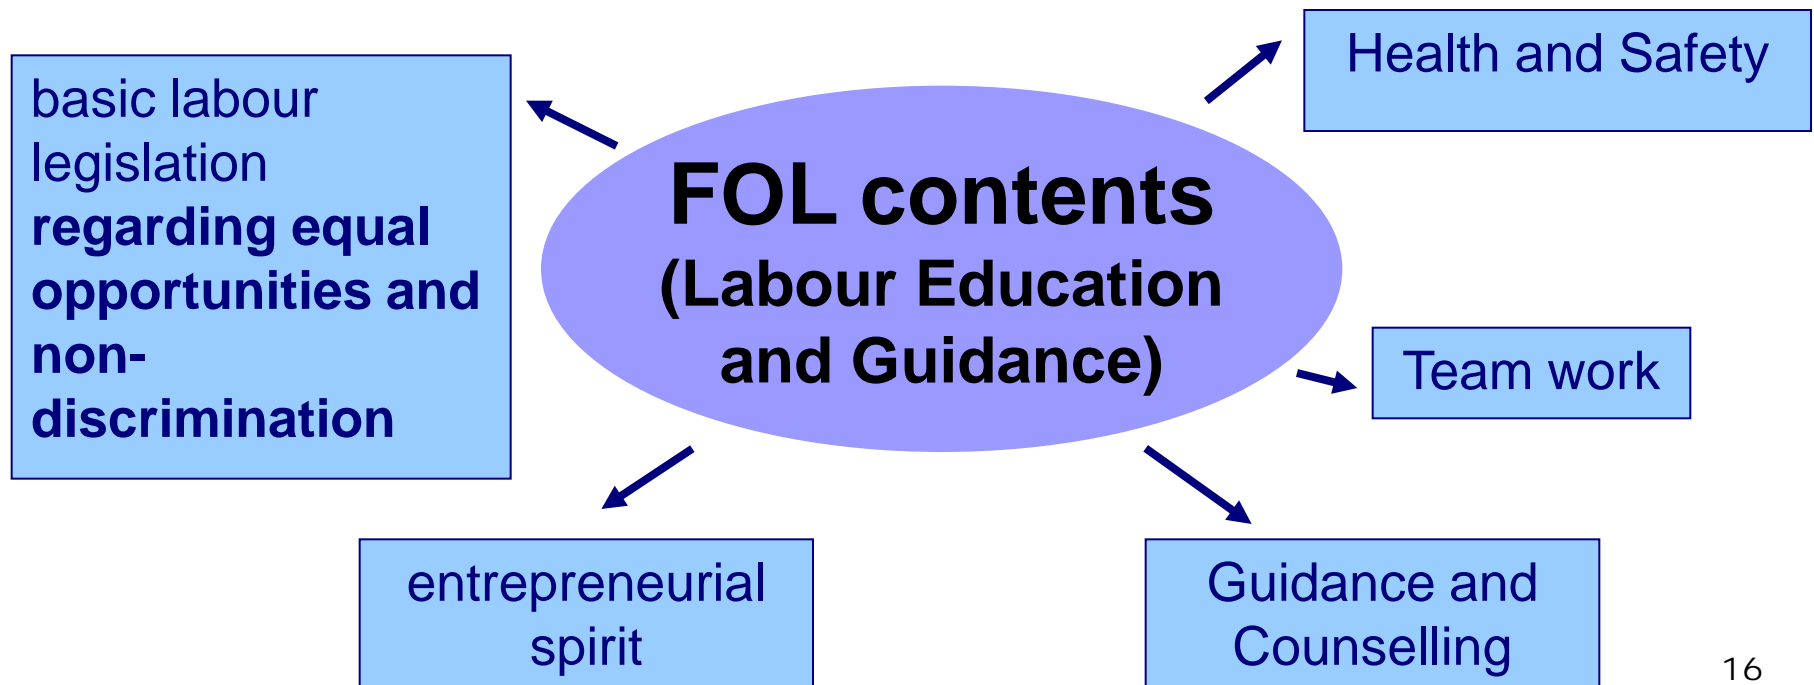 basic labour
legislation
regarding equal
opportunities and
non-
discrimination
FOL contents
(Labour Education
and Guidance)
Health and Safety
Team work
entrepreneurial
spirit
Guidance and
Counselling
16